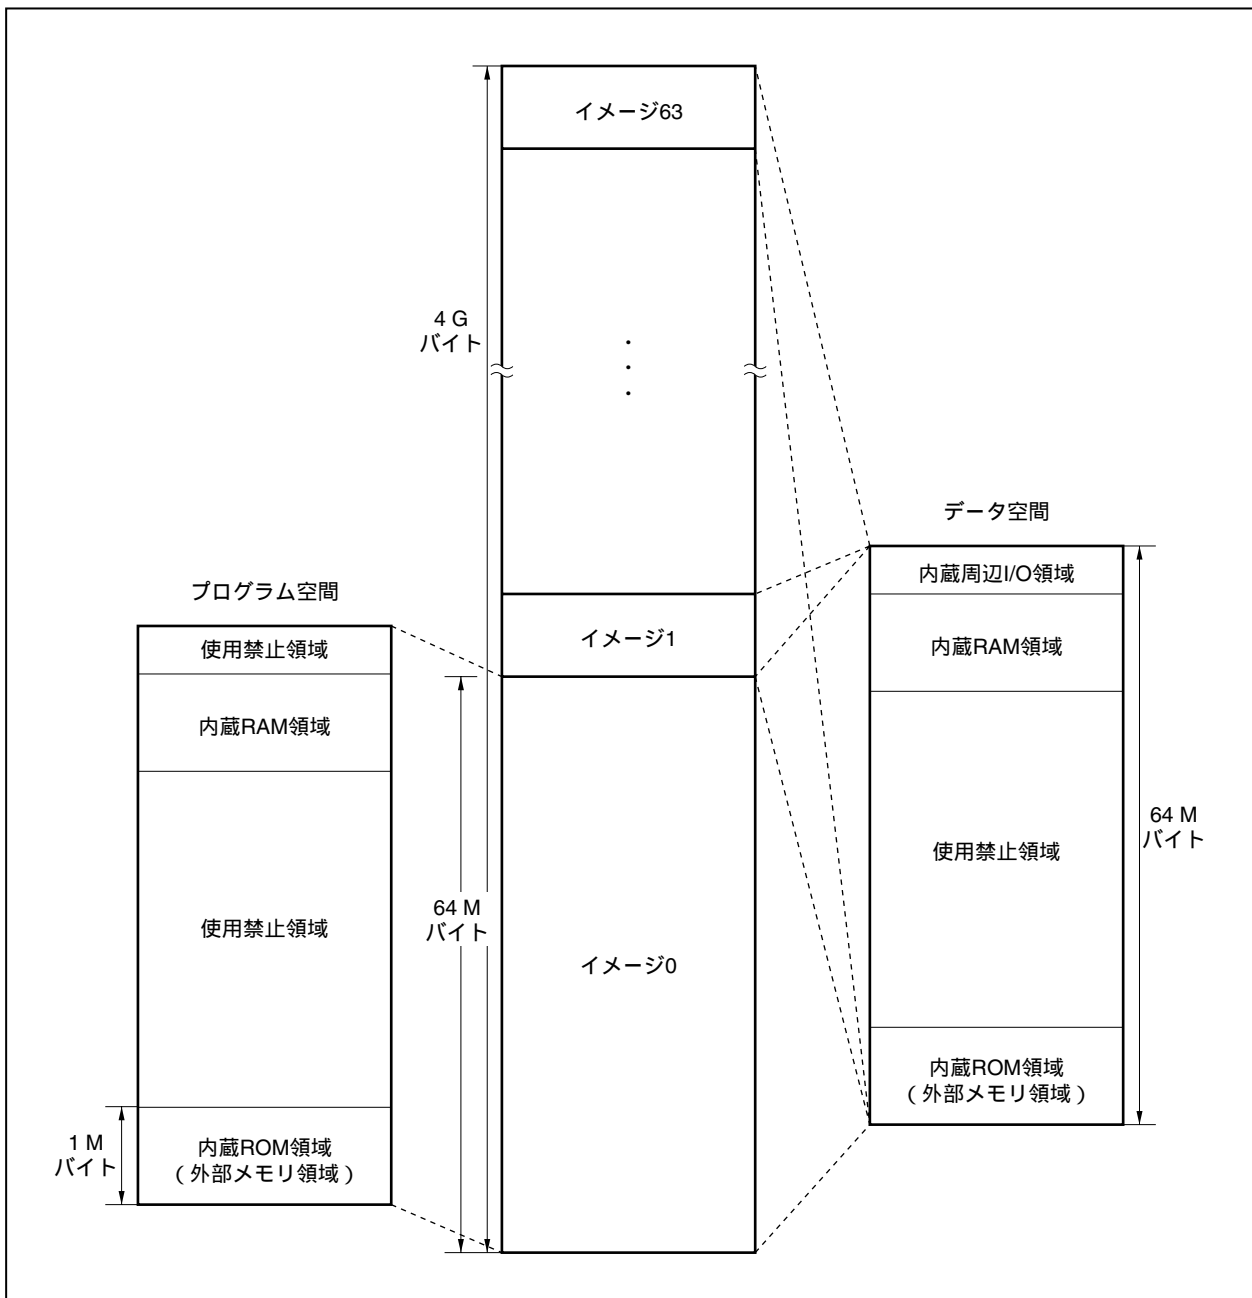 イメージ63
4 G
バイト
・
・
・
データ空間
内蔵周辺I/O領域
プログラム空間
イメージ1
使用禁止領域
内蔵RAM領域
内蔵RAM領域
64 M
バイト
使用禁止領域
64 M
バイト
使用禁止領域
イメージ0
内蔵ROM領域
（外部メモリ領域）
1 M
バイト
内蔵ROM領域
（外部メモリ領域）